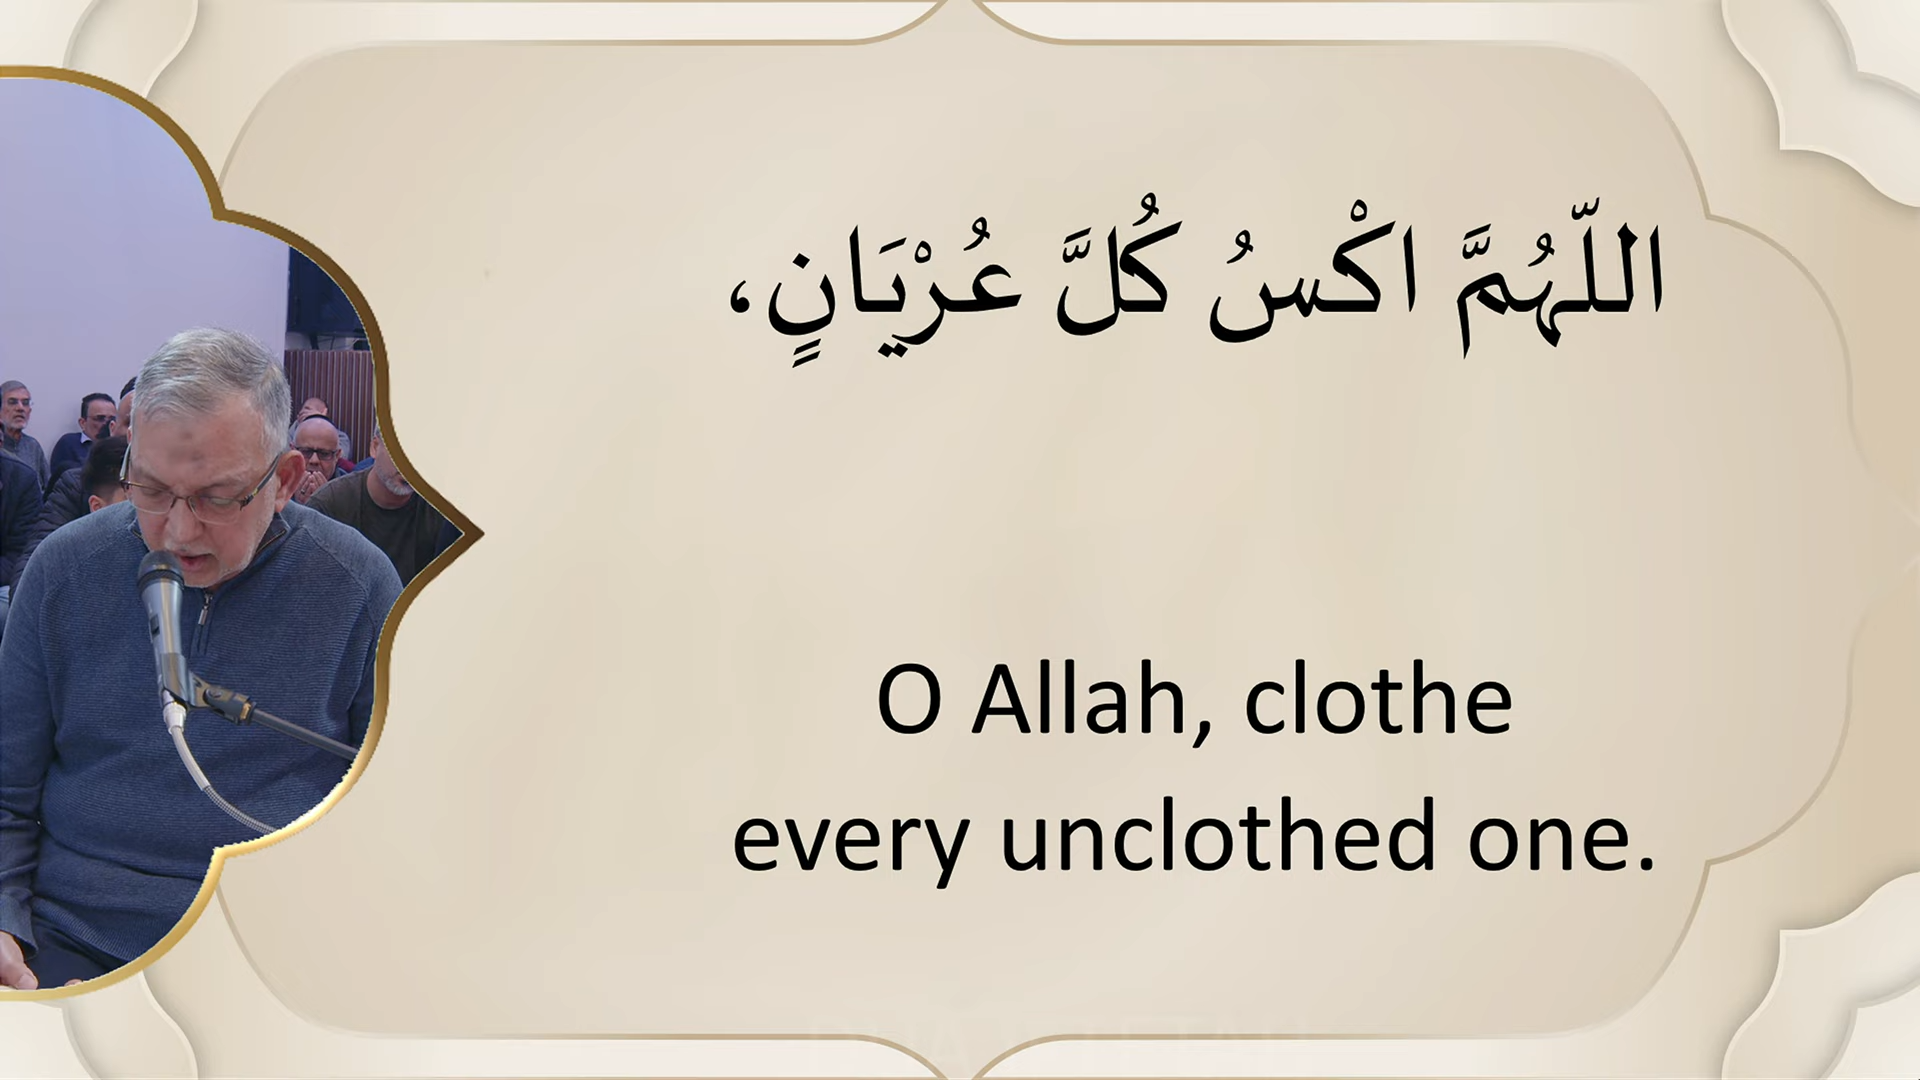 اللّهُمَّ اكْسُ كُلَّ عُرْيَانٍ،
O Allah, clothe
every unclothed one.